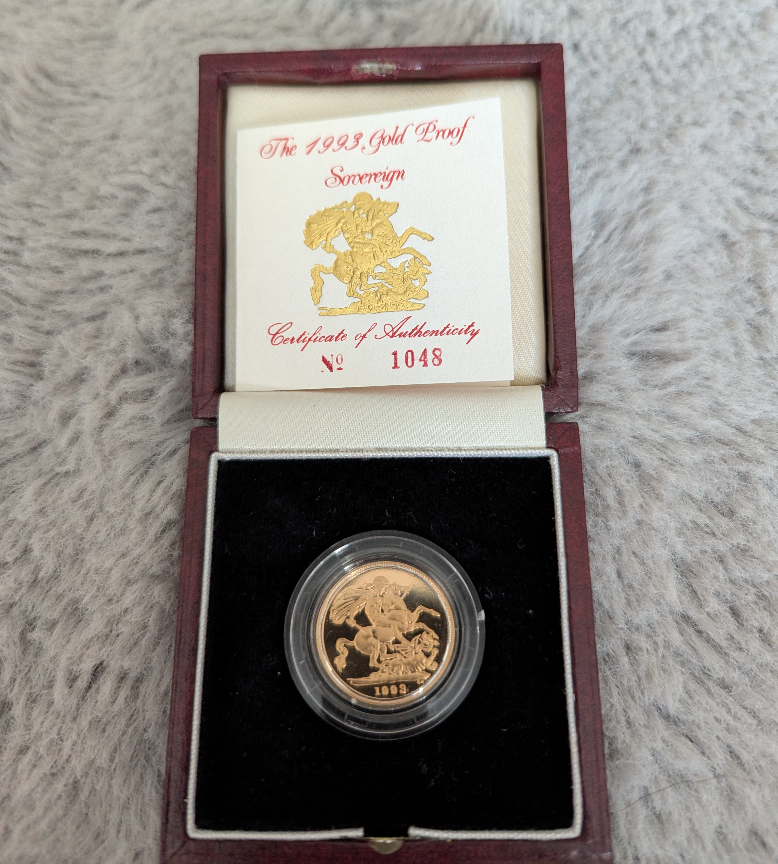 The 1993 Gold Proof
Sovereign
Certificate of Authenticity
Nº 1048
1993